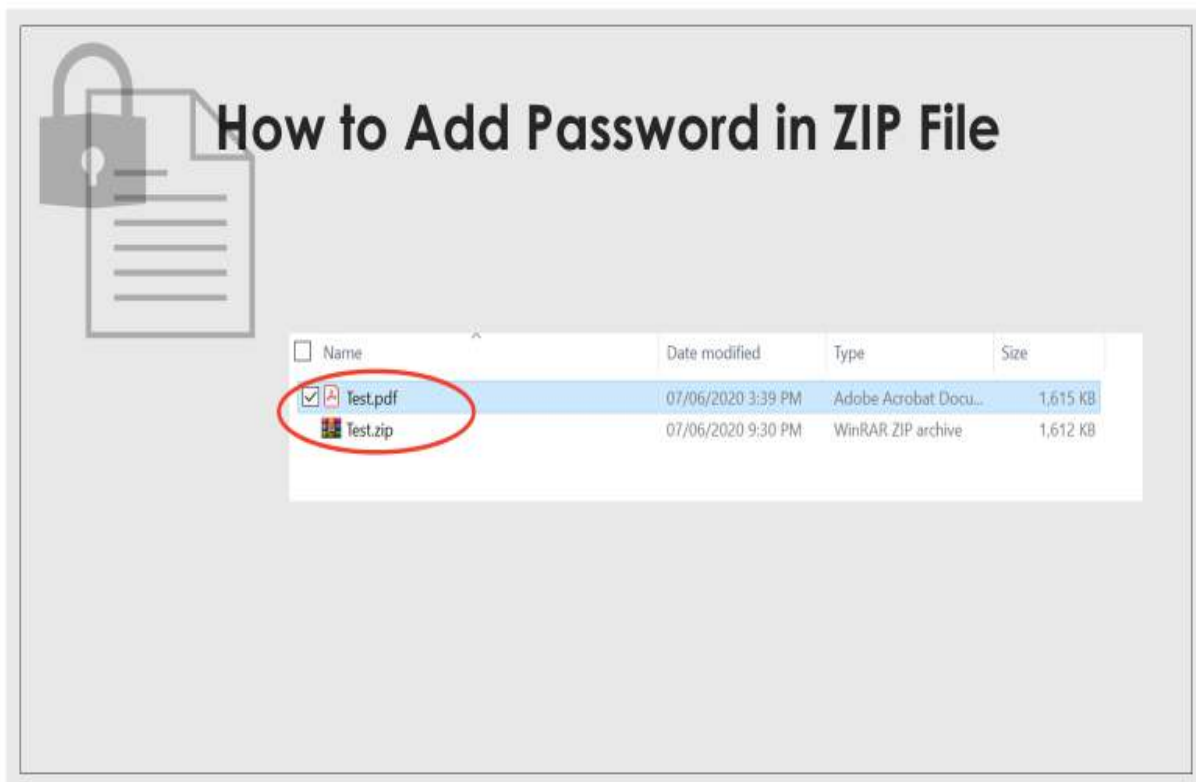 How to Add Password in ZIP File
Name Date modified Type Size
Test.pdf 07/06/2020 3:39 PM Adobe Acrobat Docu... 1,615 KB
Test.zip 07/06/2020 9:30 PM WinRAR ZIP archive 1,612 KB